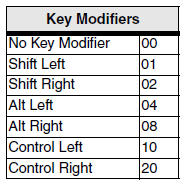 Key Modifiers
No Key Modifier 00
Shift Left 01
Shift Right 02
Alt Left 04
Alt Right 08
Control Left 10
Control Right 20